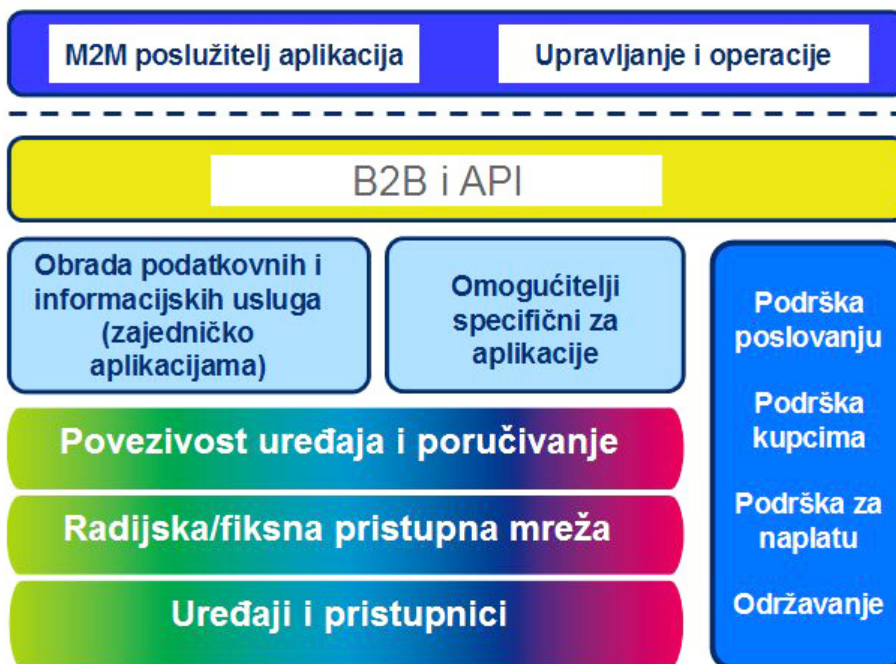 M2M poslužitelj aplikacija
Upravljanje i operacije
B2B i API
Obrada podatkovnih i
informacijskih usluga
(zajedničko
aplikacijama)
Omogućitelji
specifični za
aplikacije
Povezivost uređaja i poručivanje
Radijska/fiksna pristupna mreža
Uređaji i pristupnici
Podrška
poslovanju
Podrška
kupcima
Podrška za
naplatu
Održavanje